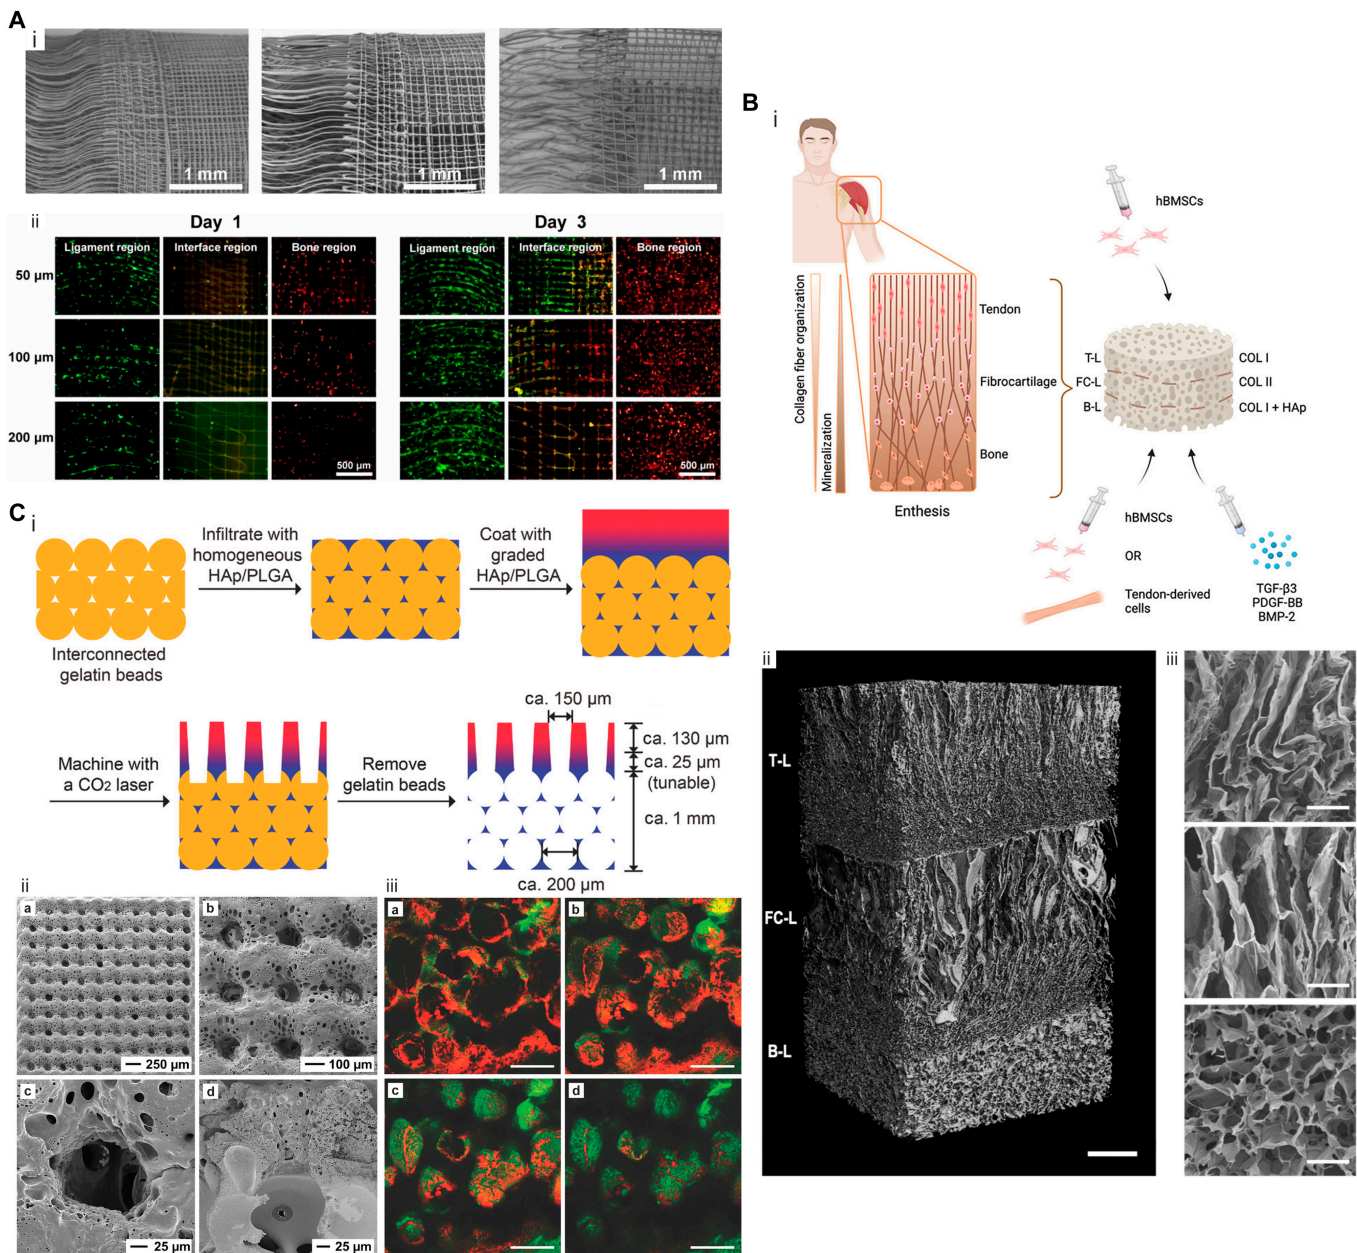 A
i
1 mm
1 mm
1 mm
ii
Day 1
Day 3
Ligament region
Interface region
Bone region
Ligament region
Interface region
Bone region
50 µm
100 µm
200 µm
500 µm
500 µm
B
i
hBMSCs
Collagen fiber organization
Mineralization
Tendon
Fibrocartilage
Bone
Enthesis
T-L
FC-L
B-L
COL I
COL II
COL I + HAp
hBMSCs
OR
Tendon-derived
cells
TGF-β3
PDGF-BB
BMP-2
ii
T-L
FC-L
B-L
iii
C
i
Interconnected
gelatin beads
Infiltrate with
homogeneous
HAp/PLGA
Coat with
graded
HAp/PLGA
Machine with
a CO2 laser
Remove
gelatin beads
ca. 150 µm
ca. 130 µm
ca. 25 µm
(tunable)
ca. 1 mm
ca. 200 µm
ii
a
250 µm
b
100 µm
c
25 µm
d
25 µm
iii
a
b
c
d